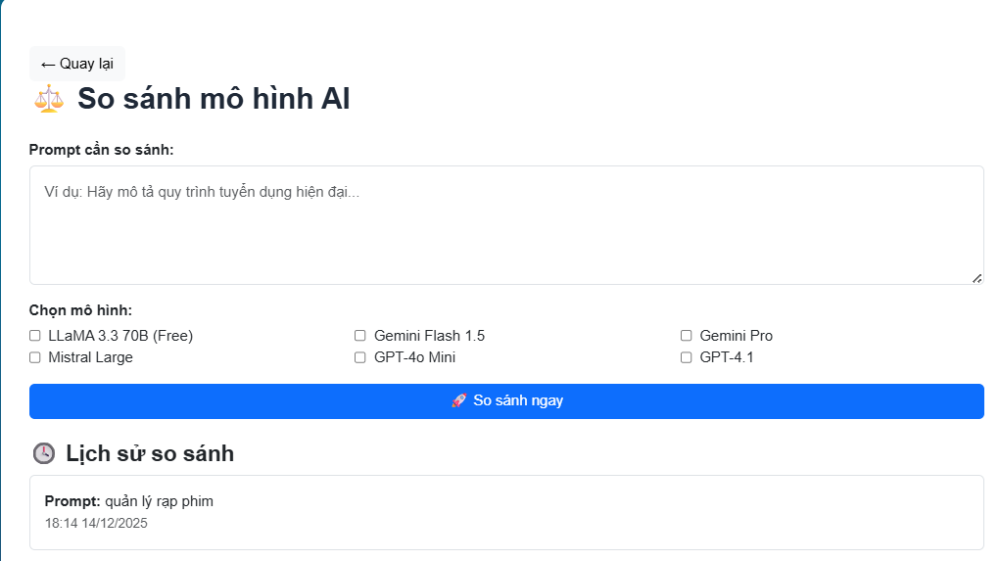 ← Quay lại
⚖️ So sánh mô hình AI
Prompt cần so sánh:
Ví dụ: Hãy mô tả quy trình tuyển dụng hiện đại...
Chọn mô hình:
LLaMA 3.3 70B (Free) Gemini Flash 1.5 Gemini Pro
Mistral Large GPT-4o Mini GPT-4.1
🚀 So sánh ngay
🕓 Lịch sử so sánh
Prompt: quản lý rạp phim
18:14 14/12/2025